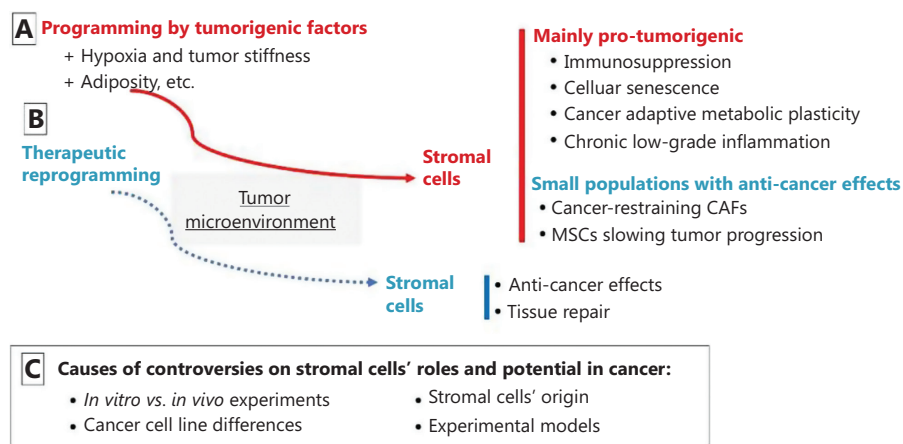 A Programming by tumorigenic factors
+ Hypoxia and tumor stiffness
+ Adiposity, etc.
B
Therapeutic
reprogramming
Tumor
microenvironment
Stromal
cells
Mainly pro-tumorigenic
• Immunosuppression
• Celluar senescence
• Cancer adaptive metabolic plasticity
• Chronic low-grade inflammation
Small populations with anti-cancer effects
• Cancer-restraining CAFs
• MSCs slowing tumor progression
Stromal
cells
• Anti-cancer effects
• Tissue repair
C Causes of controversies on stromal cells' roles and potential in cancer:
• In vitro vs. in vivo experiments
• Cancer cell line differences
• Stromal cells' origin
• Experimental models